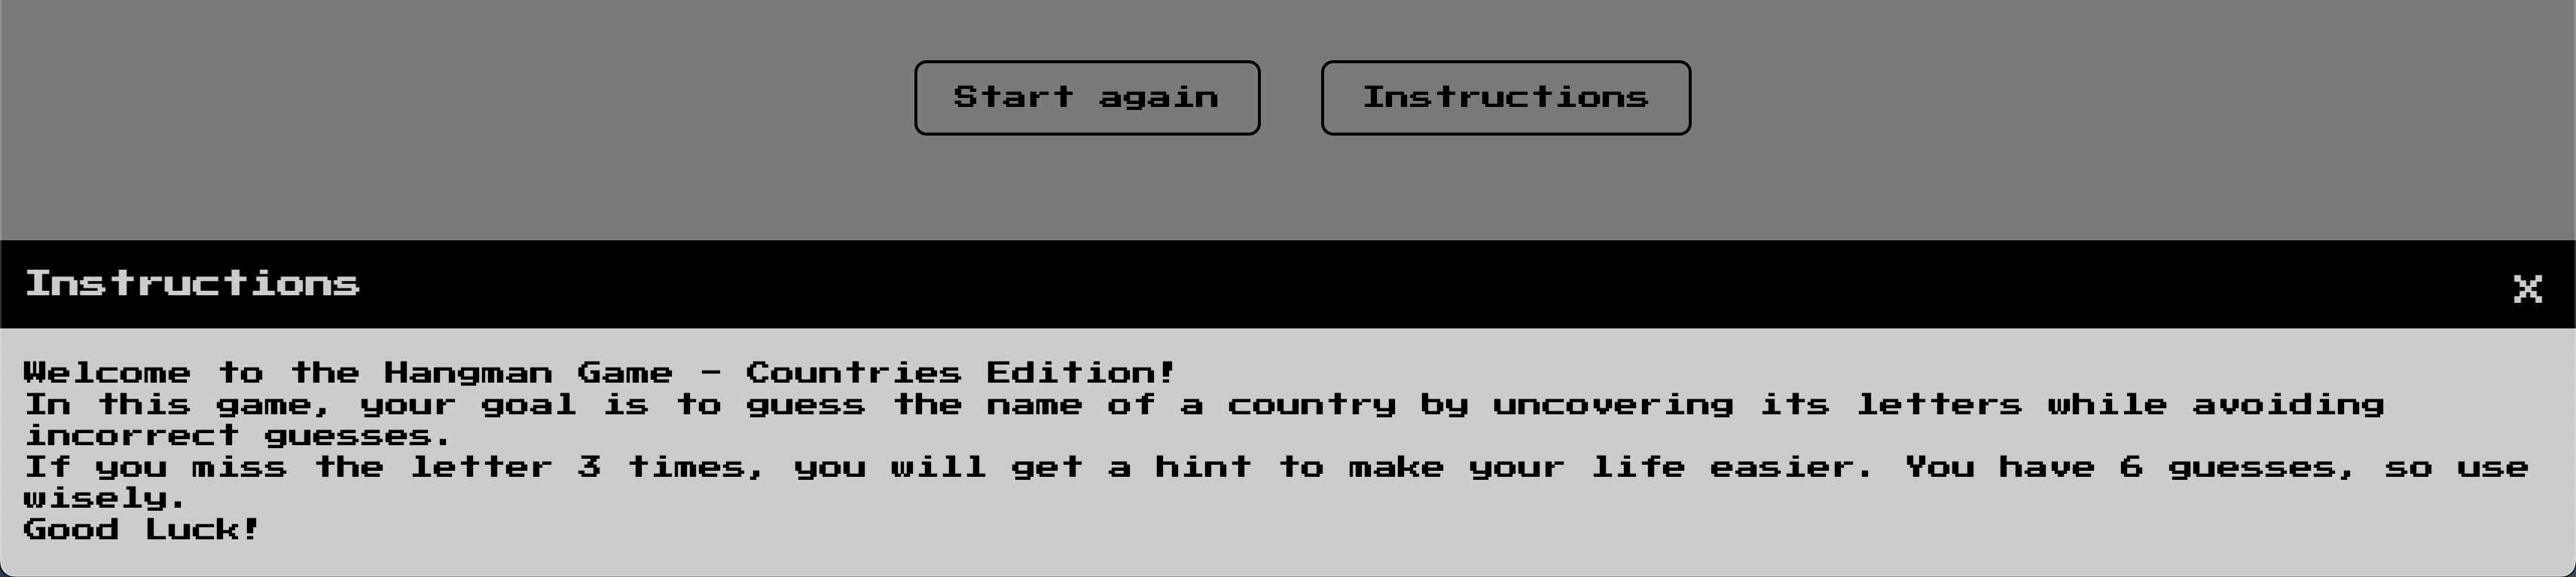 Start again Instructions
Instructions x
Welcome to the Hangman Game - Countries Edition!
In this game, your goal is to guess the name of a country by uncovering its letters while avoiding
incorrect guesses.
If you miss the letter 3 times, you will get a hint to make your life easier. You have 6 guesses, so use
wisely.
Good Luck!